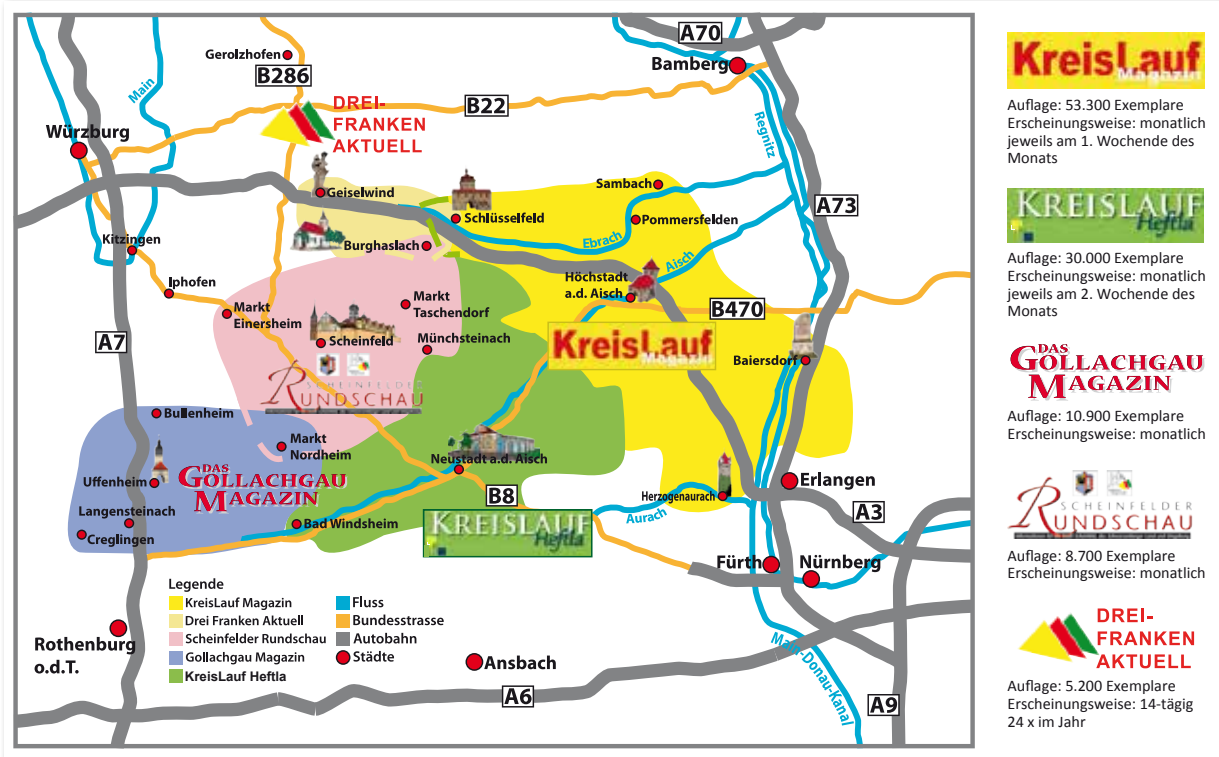 A70
Gerolzhofen
Bamberg
B286
Main
DREI-
FRANKEN
AKTUELL
B22
Würzburg
Regnitz
Geiselwind
Sambach
Schlüsselfeld
Pommersfelden
A73
Kitzingen
Burghaslach
Ebrach
Aisch
Iphofen
Höchstadt
a.d. Aisch
Markt
Einersheim
Markt
Taschendorf
B470
A7
Scheinfeld
Münchsteinach
KreisLauf
Magazin
Baiersdorf
SCHEINFELDER
RUNDSCHAU
Bullenheim
Markt
Nordheim
Neustadt a.d. Aisch
Uffenheim
DAS
GOLLACHGAU
MAGAZIN
Erlangen
B8
Herzogenaurach
Langensteinach
Aurach
A3
Creglingen
Bad Windsheim
KREISLAUF
Heftla
Fürth
Nürnberg
Legende
KreisLauf Magazin
Drei Franken Aktuell
Scheinfelder Rundschau
Gollachgau Magazin
KreisLauf Heftla
Fluss
Bundesstrasse
Autobahn
Städte
Rothenburg
o.d.T.
Ansbach
Main-Donau-Kanal
A6
A9
KreisLauf
Magazin
Auflage: 53.300 Exemplare
Erscheinungsweise: monatlich
jeweils am 1. Wochende des
Monats
KREISLAUF
Heftla
Auflage: 30.000 Exemplare
Erscheinungsweise: monatlich
jeweils am 2. Wochende des
Monats
DAS
GOLLACHGAU
MAGAZIN
Auflage: 10.900 Exemplare
Erscheinungsweise: monatlich
SCHEINFELDER
RUNDSCHAU
Auflage: 8.700 Exemplare
Erscheinungsweise: monatlich
DREI-
FRANKEN
AKTUELL
Auflage: 5.200 Exemplare
Erscheinungsweise: 14-tägig
24 x im Jahr